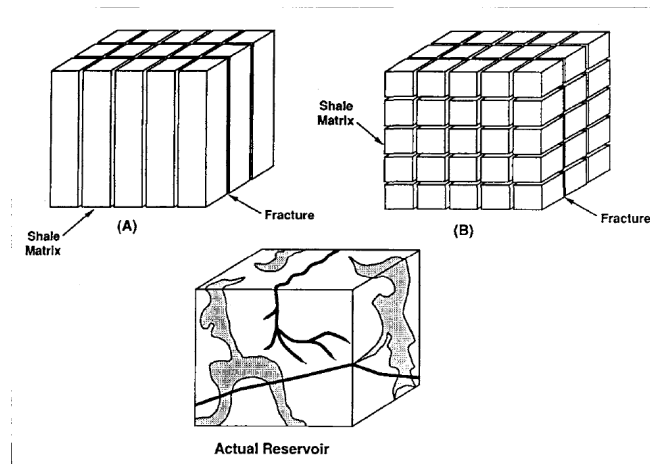 Shale
Matrix
(A)
Fracture
Shale
Matrix
(B)
Fracture
Actual Reservoir